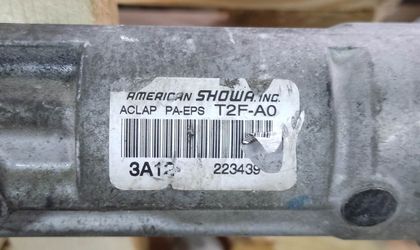 AMERICAN SHOWA, INC.
ACLAP PA-EPS T2F-A0
3A12 223439